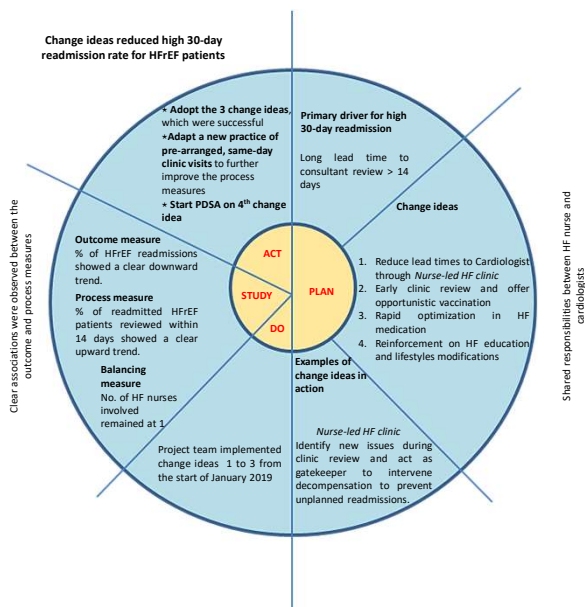 Change ideas reduced high 30-day
readmission rate for HFrEF patients
* Adopt the 3 change ideas,
which were successful
*Adapt a new practice of
pre-arranged, same-day
clinic visits to further
improve the process
measures
* Start PDSA on 4th change
idea
Primary driver for high
30-day readmission
Long lead time to
consultant review > 14
days
Change ideas
1. Reduce lead times to Cardiologist
through Nurse-led HF clinic
2. Early clinic review and offer
opportunistic vaccination
3. Rapid optimization in HF
medication
4. Reinforcement on HF education
and lifestyles modifications
Examples of
change ideas in
action
Nurse-led HF clinic
Identify new issues during
clinic review and act as
gatekeeper to intervene
decompensation to prevent
unplanned readmissions.
Project team implemented
change ideas 1 to 3 from
the start of January 2019
Outcome measure
% of HFrEF readmissions
showed a clear downward
trend.
Process measure
% of readmitted HFrEF
patients reviewed within
14 days showed a clear
upward trend.
Balancing
measure
No. of HF nurses
involved
remained at 1
ACT
PLAN
STUDY
DO
Clear associations were observed between the
outcome and process measures
Shared responsibilities between HF nurse and
cardiologists